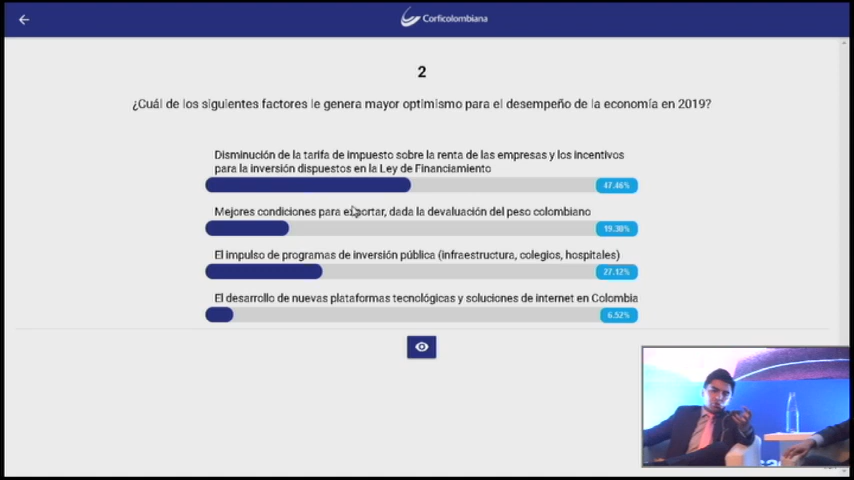 Corficolombiana
2
¿Cuál de los siguientes factores le genera mayor optimismo para el desempeño de la economía en 2019?
Disminución de la tarifa de impuesto sobre la renta de las empresas y los incentivos
para la inversión dispuestos en la Ley de Financiamiento
47.46%
Mejores condiciones para exportar, dada la devaluación del peso colombiano
19.30%
El impulso de programas de inversión pública (infraestructura, colegios, hospitales)
27.12%
El desarrollo de nuevas plataformas tecnológicas y soluciones de internet en Colombia
6.52%